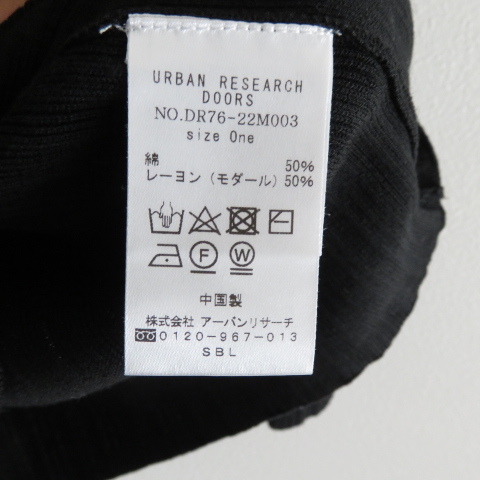 URBAN RESEARCH
DOORS
NO.DR76-22M003
size One
綿 50%
レーヨン (モダール) 50%
F W
中国製
株式会社 アーバンリサーチ
0120-967-013
SBL